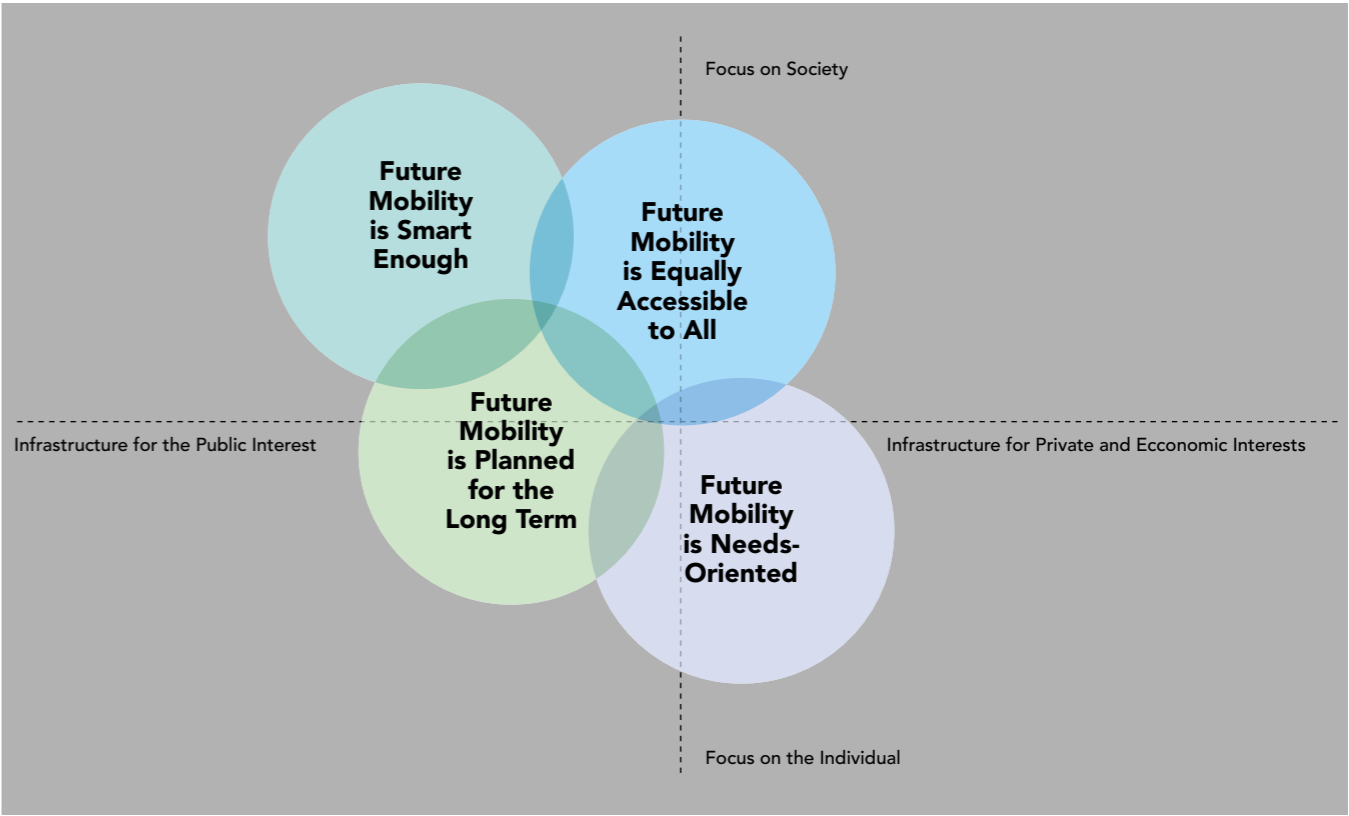 Focus on Society
Future
Mobility
is Smart
Enough
Future
Mobility
is Equally
Accessible
to All
Infrastructure for the Public Interest
Infrastructure for Private and Ecconomic Interests
Future
Mobility
is Planned
for the
Long Term
Future
Mobility
is Needs-
Oriented
Focus on the Individual